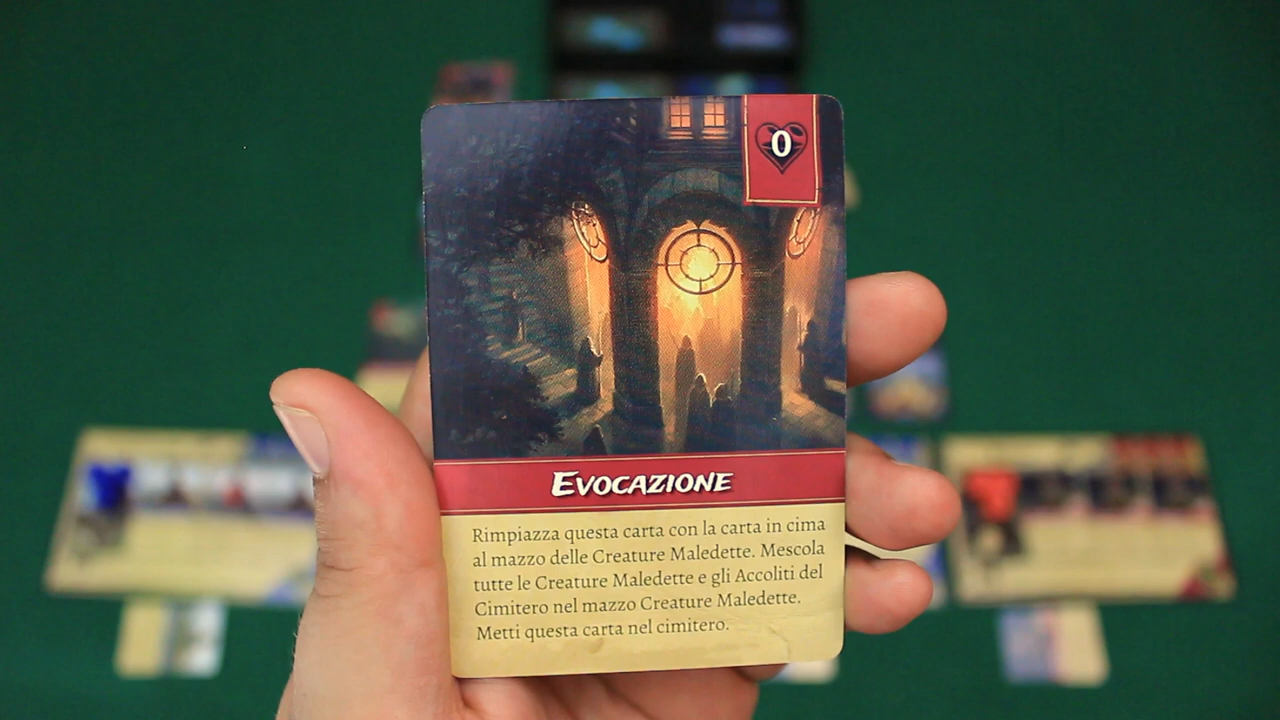 0
Evocazione
Rimpiazza questa carta con la carta in cima
al mazzo delle Creature Maledette. Mescola
tutte le Creature Maledette e gli Accoliti del
Cimitero nel mazzo Creature Maledette.
Metti questa carta nel cimitero.